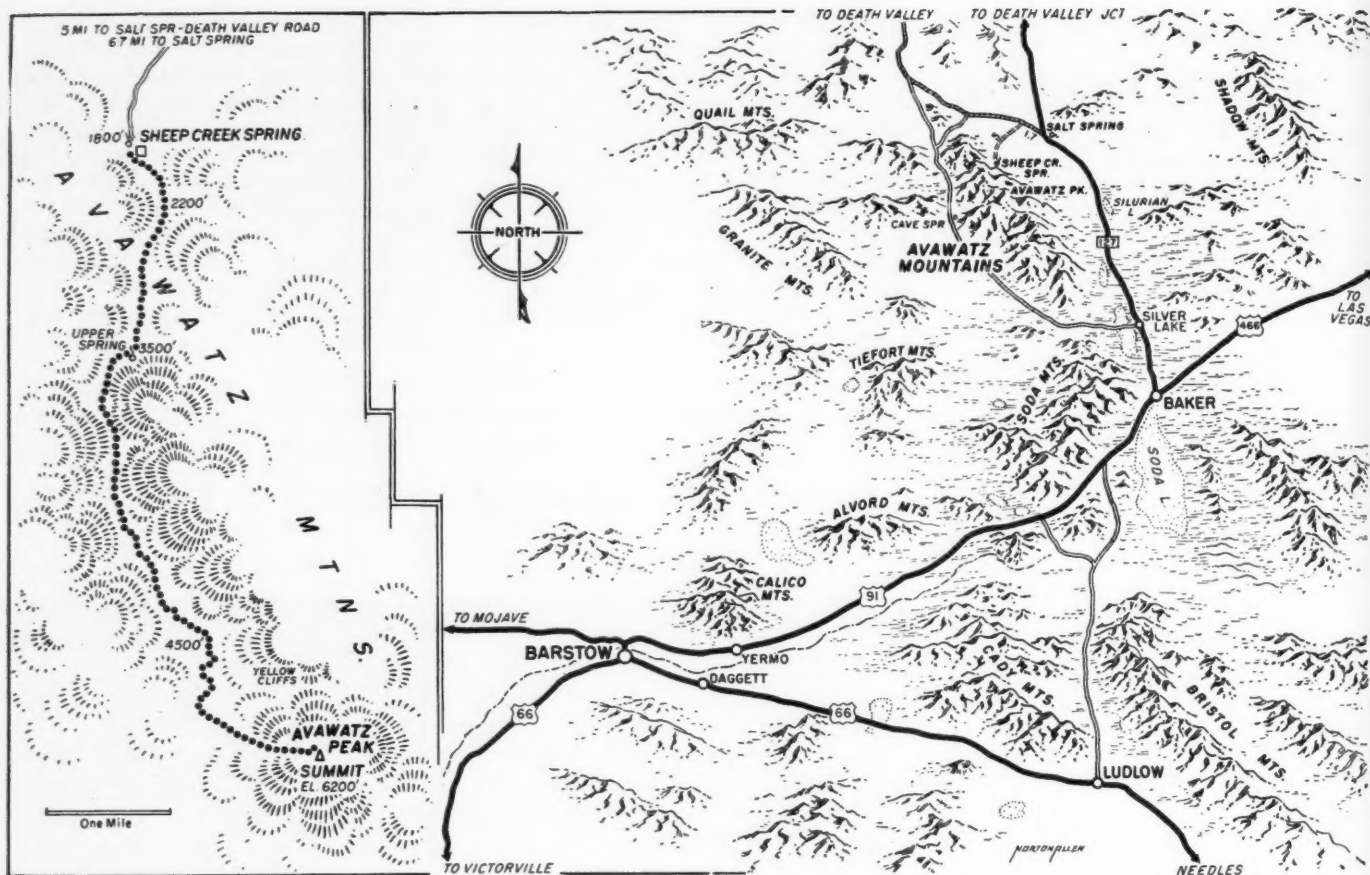 5 MI TO SALT SPR-DEATH VALLEY ROAD
67 MI TO SALT SPRING
1800'
SHEEP CREEK SPRING.
2200'
AVAWATZ MTNS.
UPPER
SPRING
3500'
4500'
YELLOW
CLIFFS
AVAWATZ
PEAK
SUMMIT
EL. 6200'
One Mile
TO DEATH VALLEY
TO DEATH VALLEY JCT
QUAIL MTS.
SALT SPRING
SHADOW MTS.
SHEEP CR.
SPR.
AVAWATZ PK.
SILURIAN
L
NORTH
GRANITE MTS.
CAVE SPR
AVAWATZ
MOUNTAINS
127
TO
LAS
VEGAS
SILVER
LAKE
466
TIEFORT MTS.
SODA MTS.
BAKER
SODA L
ALVORD MTS.
CALICO
MTS.
91
TO MOJAVE
BARSTOW
YERMO
DAGGETT
CADY MTS.
BRISTOL MTS.
66
66
LUDLOW
NORTON ALLEN
TO VICTORVILLE
NEEDLES